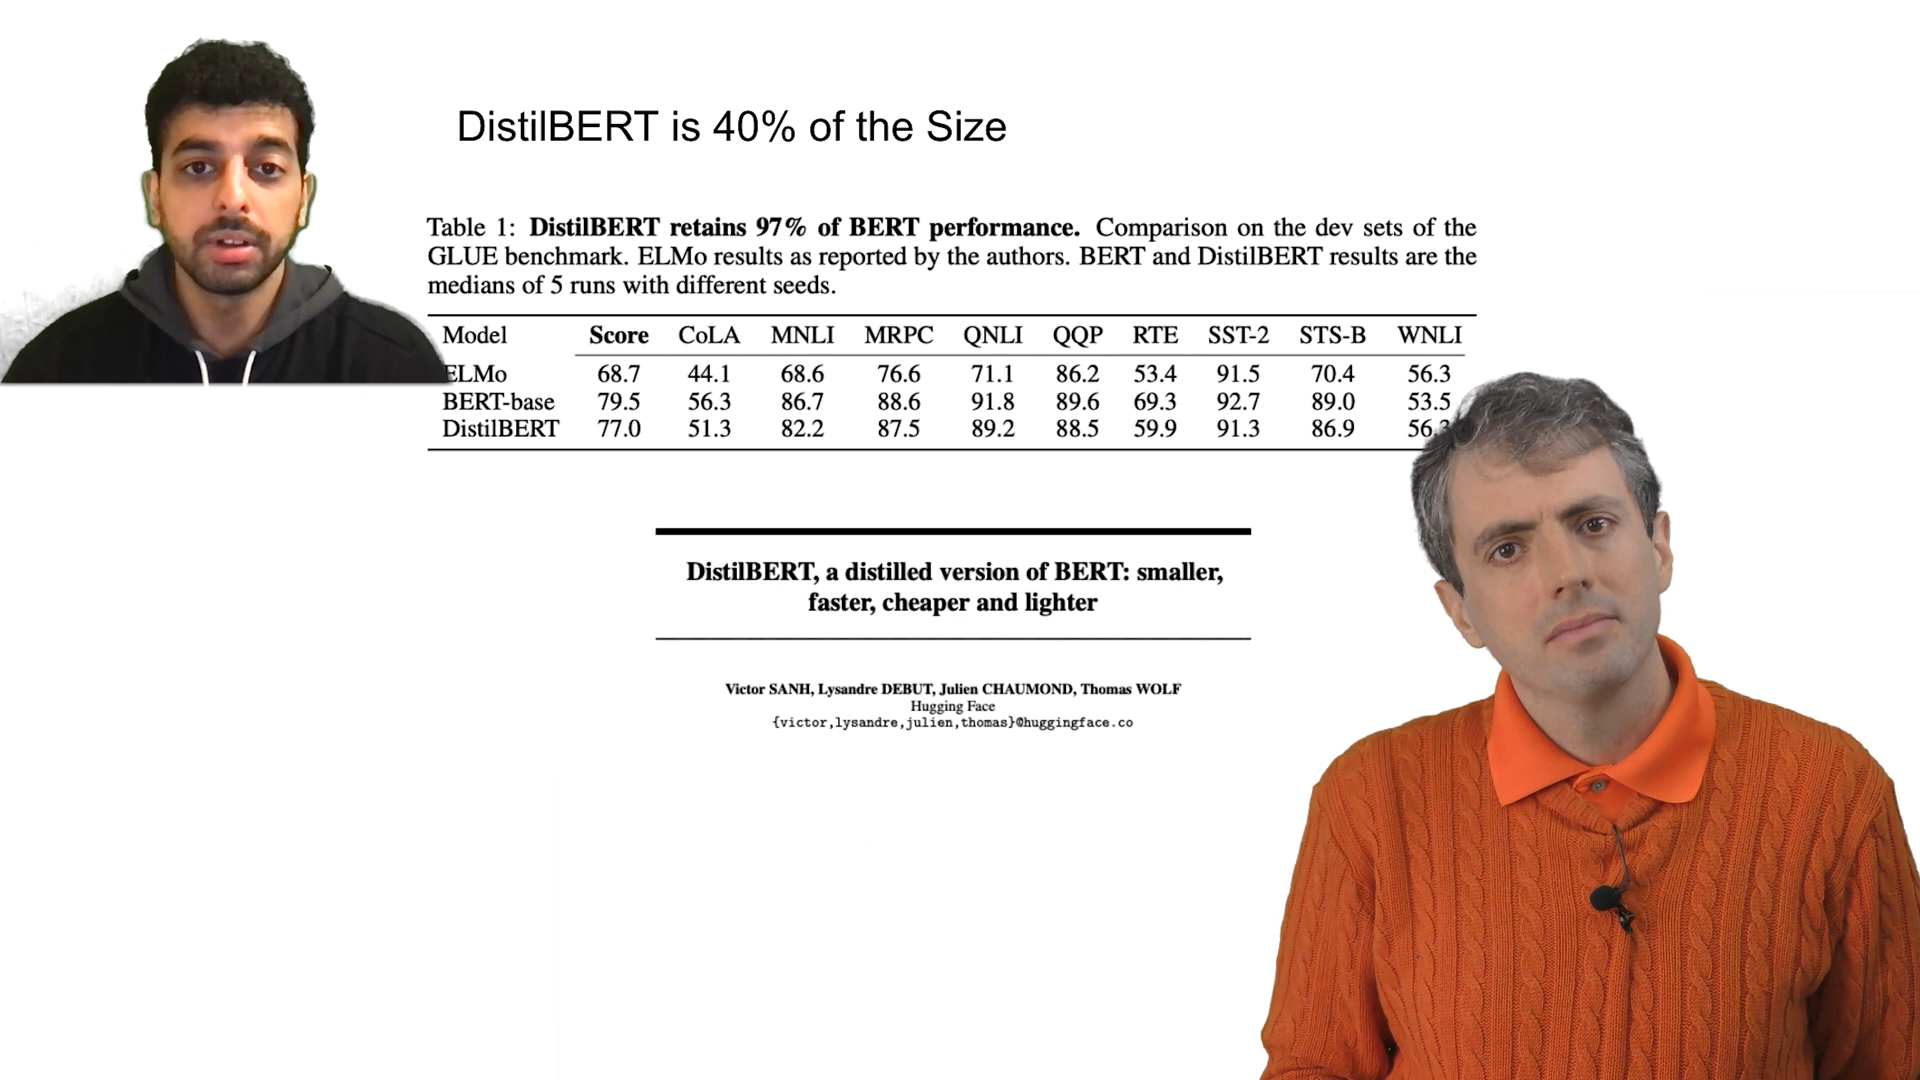 DistilBERT is 40% of the Size
Table 1: DistilBERT retains 97% of BERT performance. Comparison on the dev sets of the
GLUE benchmark. ELMo results as reported by the authors. BERT and DistilBERT results are the
medians of 5 runs with different seeds.
Model Score CoLA MNLI MRPC QNLI QQP RTE SST-2 STS-B WNLI
ELMo 68.7 44.1 68.6 76.6 71.1 86.2 53.4 91.5 70.4 56.3
BERT-base 79.5 56.3 86.7 88.6 91.8 89.6 69.3 92.7 89.0 53.5
DistilBERT 77.0 51.3 82.2 87.5 89.2 88.5 59.9 91.3 86.9
DistilBERT, a distilled version of BERT: smaller,
faster, cheaper and lighter
Victor SANH, Lysandre DEBUT, Julien CHAUMOND, Thomas WOLF
Hugging Face
{victor,lysandre,julien,thomas}@huggingface.co